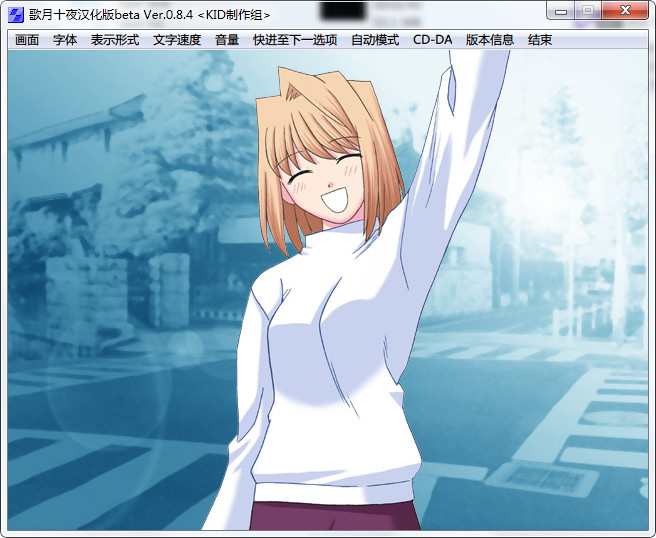 歌月十夜汉化版beta Ver.0.8.4 <KID制作组>
画面 字体 表示形式 文字速度 音量 快进至下一选项 自动模式 CD-DA 版本信息 结束